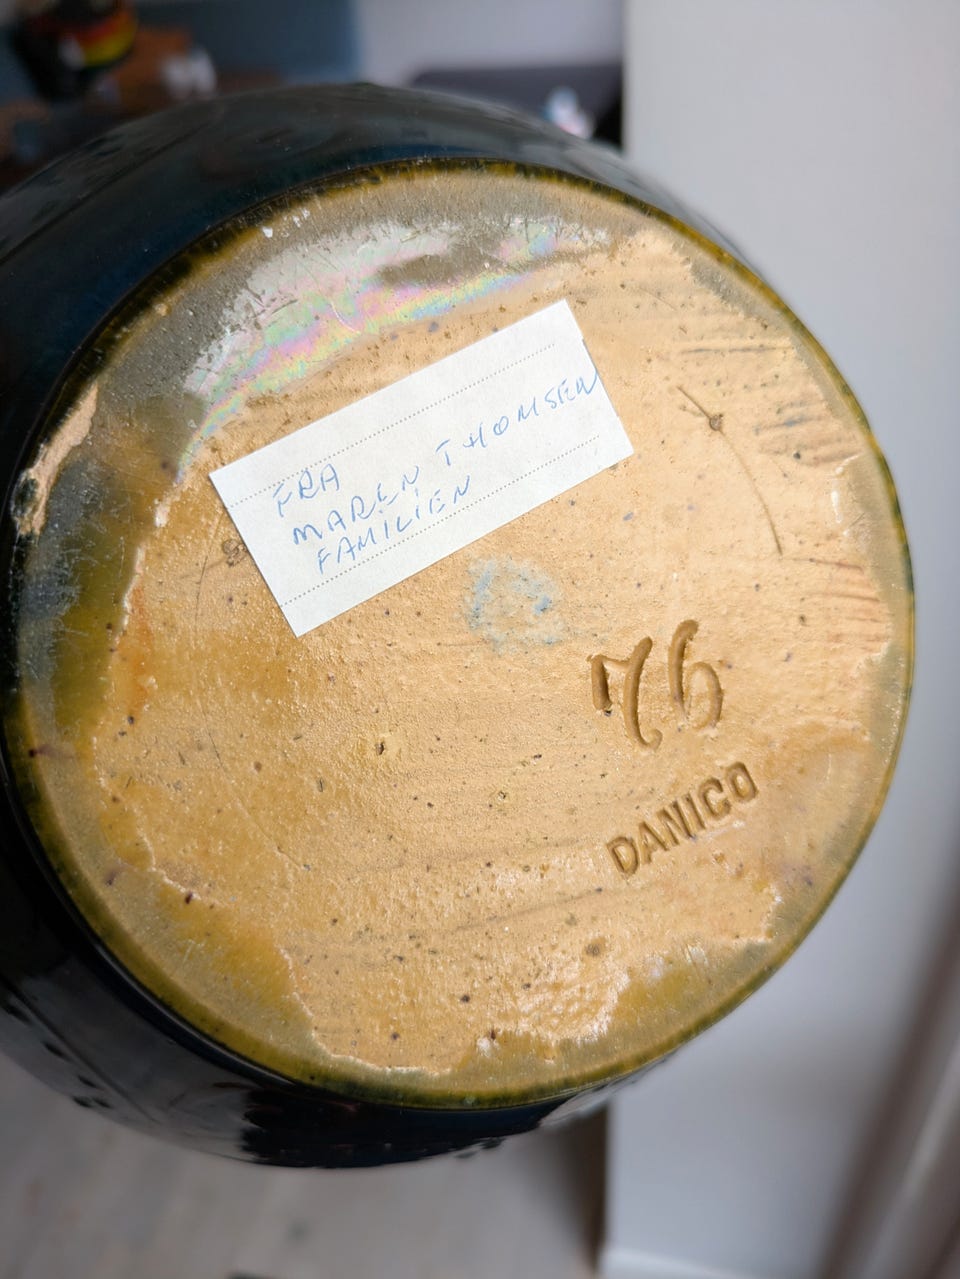 FRA
MAREN THOMSEN
FAMILIEN
76
DANICO